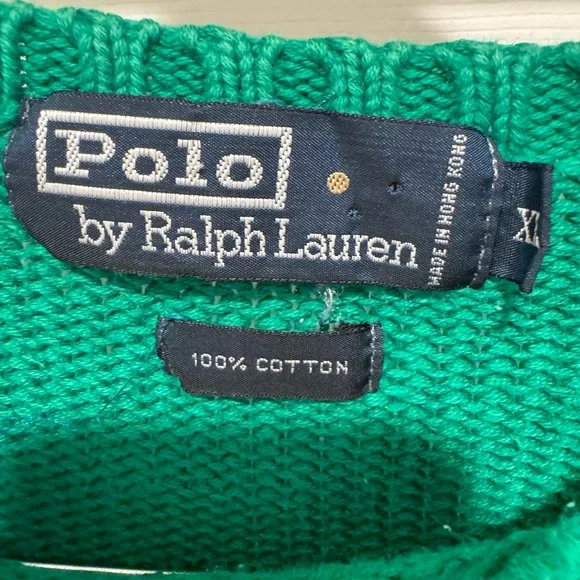 Polo
by Ralph Lauren
MADE IN HONG KONG
XL
100% COTTON